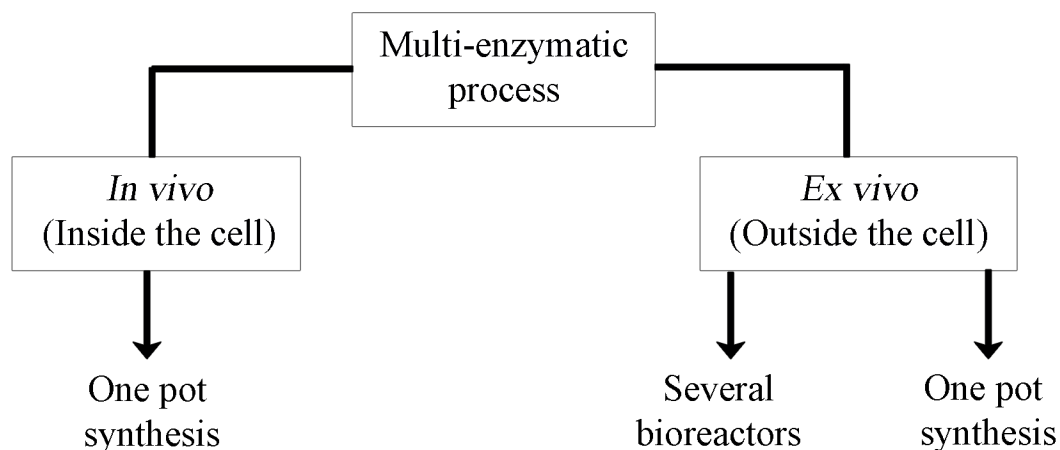 Multi-enzymatic
process
In vivo
(Inside the cell)
Ex vivo
(Outside the cell)
One pot
synthesis
Several
bioreactors
One pot
synthesis